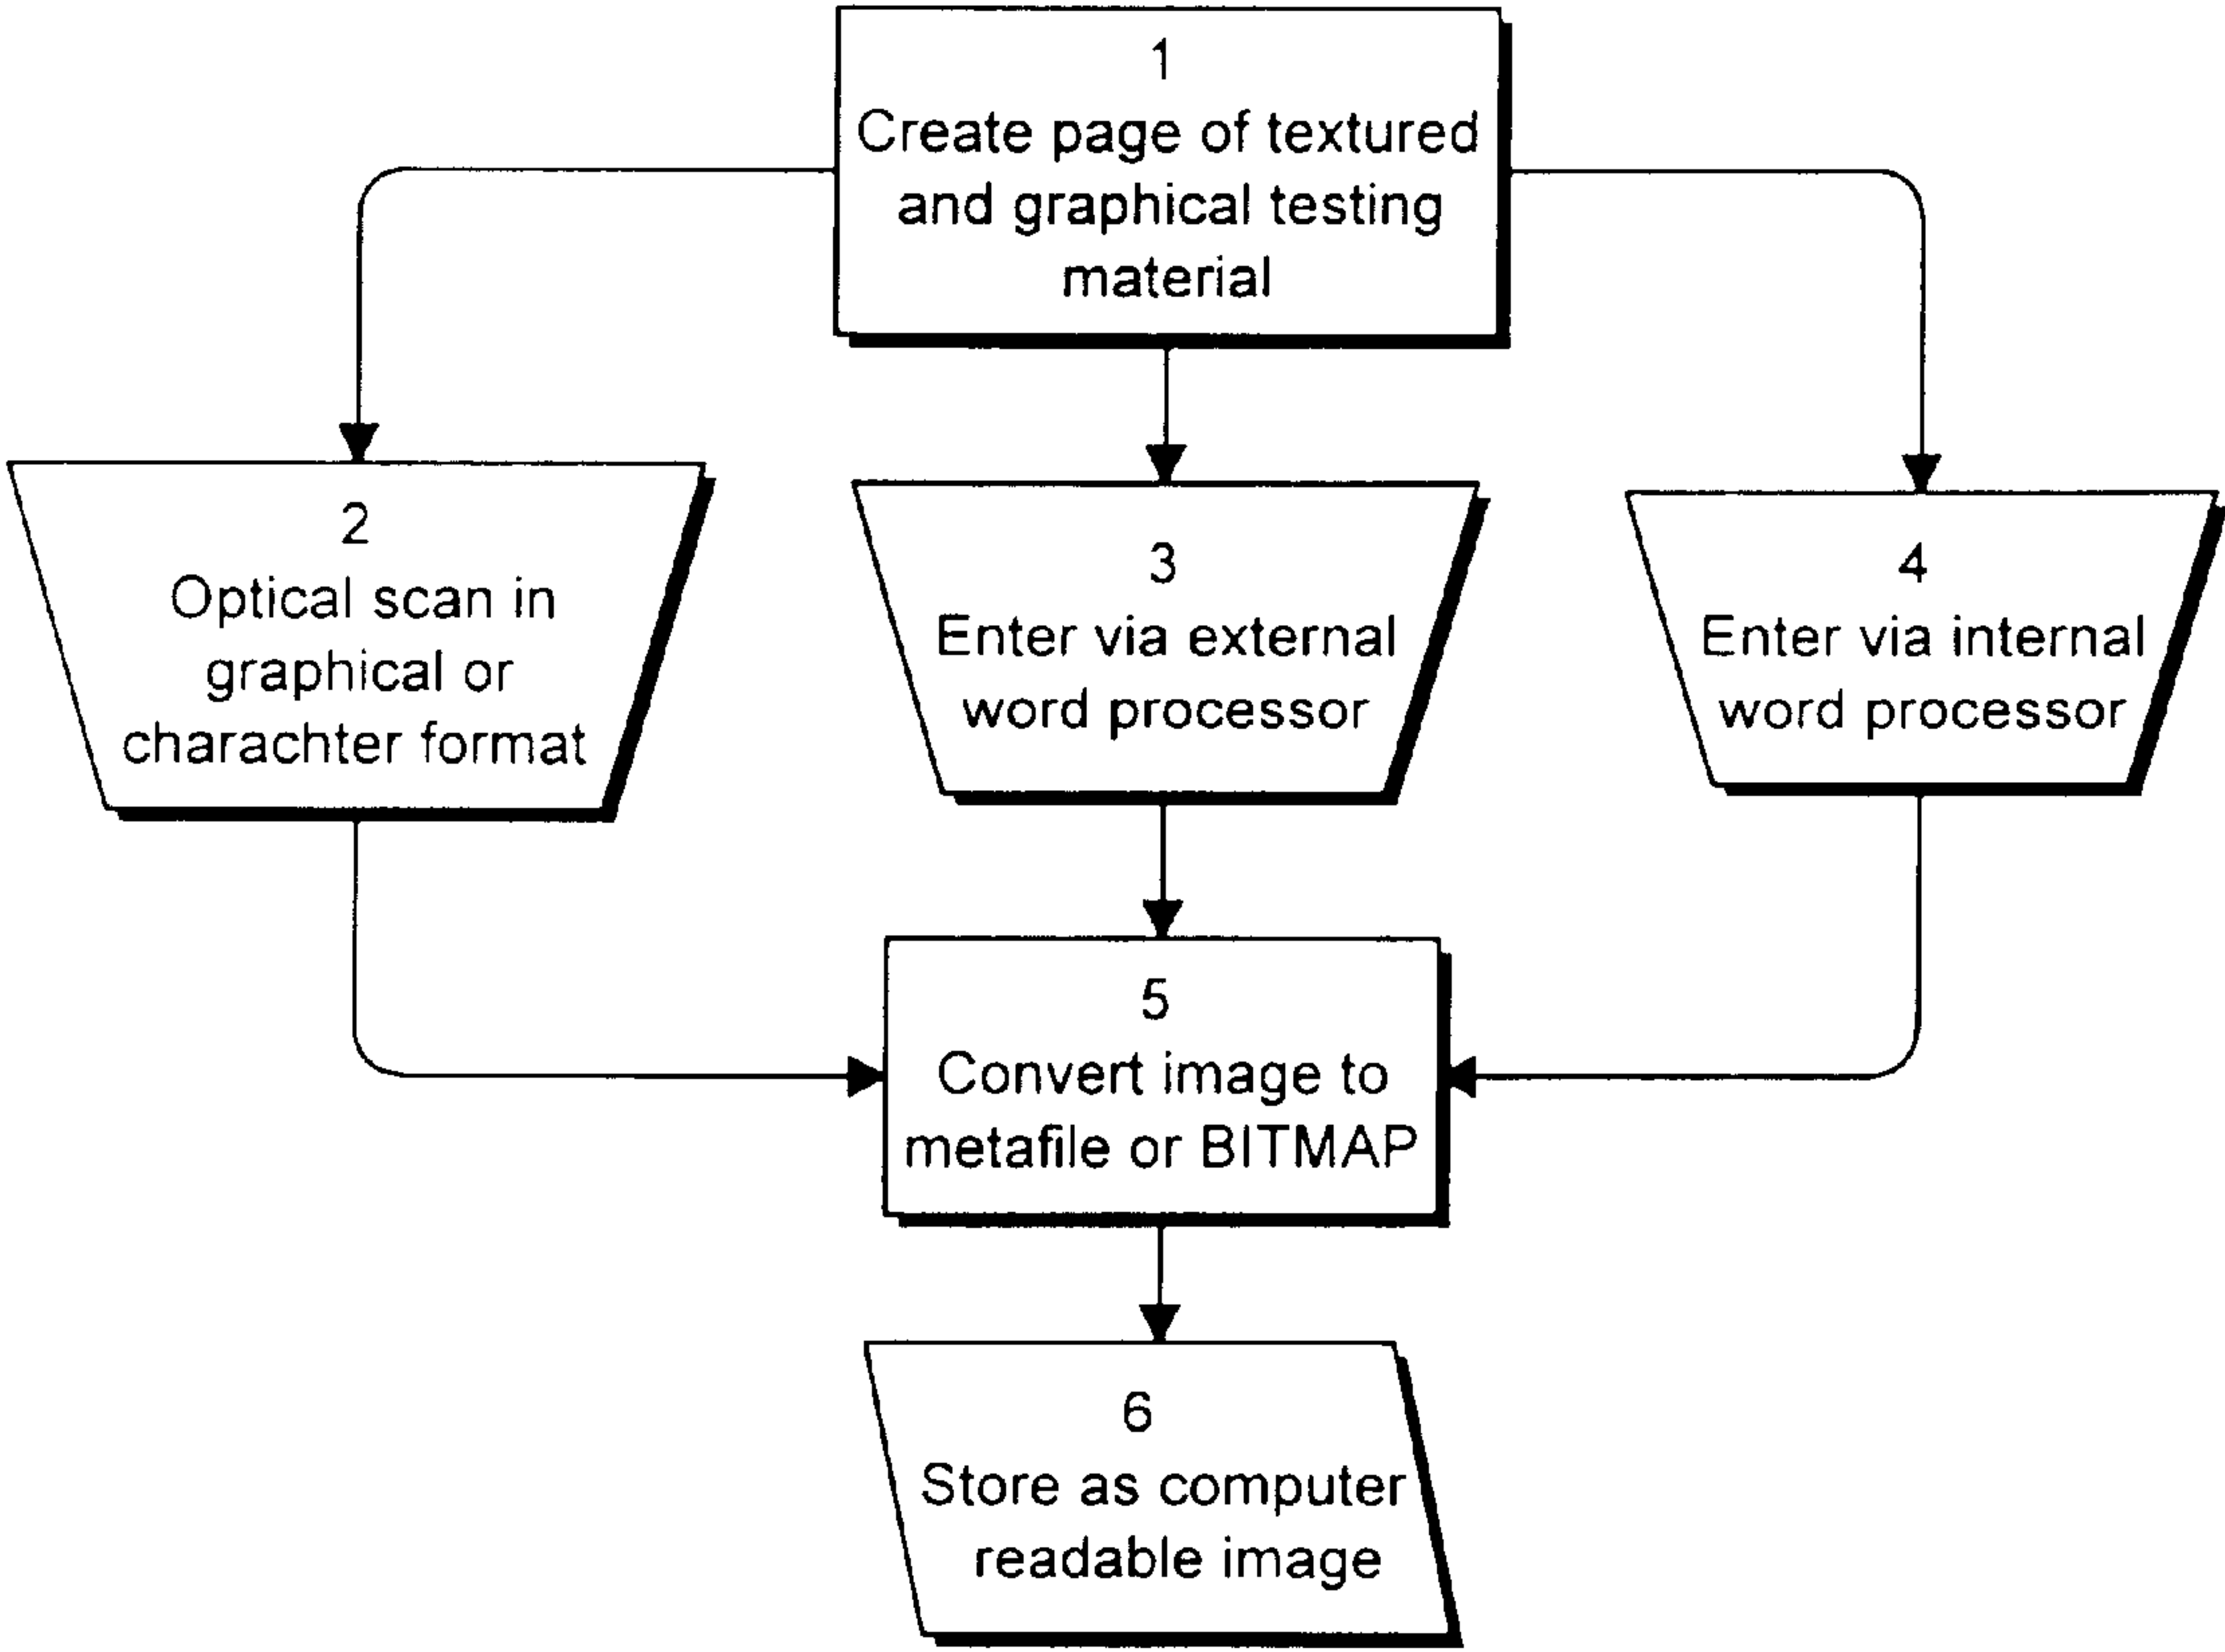 1
Create page of textured
and graphical testing
material
2
Optical scan in
graphical or
charachter format
3
Enter via external
word processor
4
Enter via internal
word processor
5
Convert image to
metafile or BITMAP
6
Store as computer
readable image